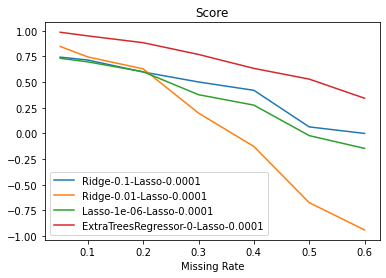 Score
1.00
0.75
0.50
0.25
0.00
−0.25
−0.50
−0.75
−1.00
Ridge-0.1-Lasso-0.0001
Ridge-0.01-Lasso-0.0001
Lasso-1e-06-Lasso-0.0001
ExtraTreesRegressor-0-Lasso-0.0001
0.1 0.2 0.3 0.4 0.5 0.6
Missing Rate